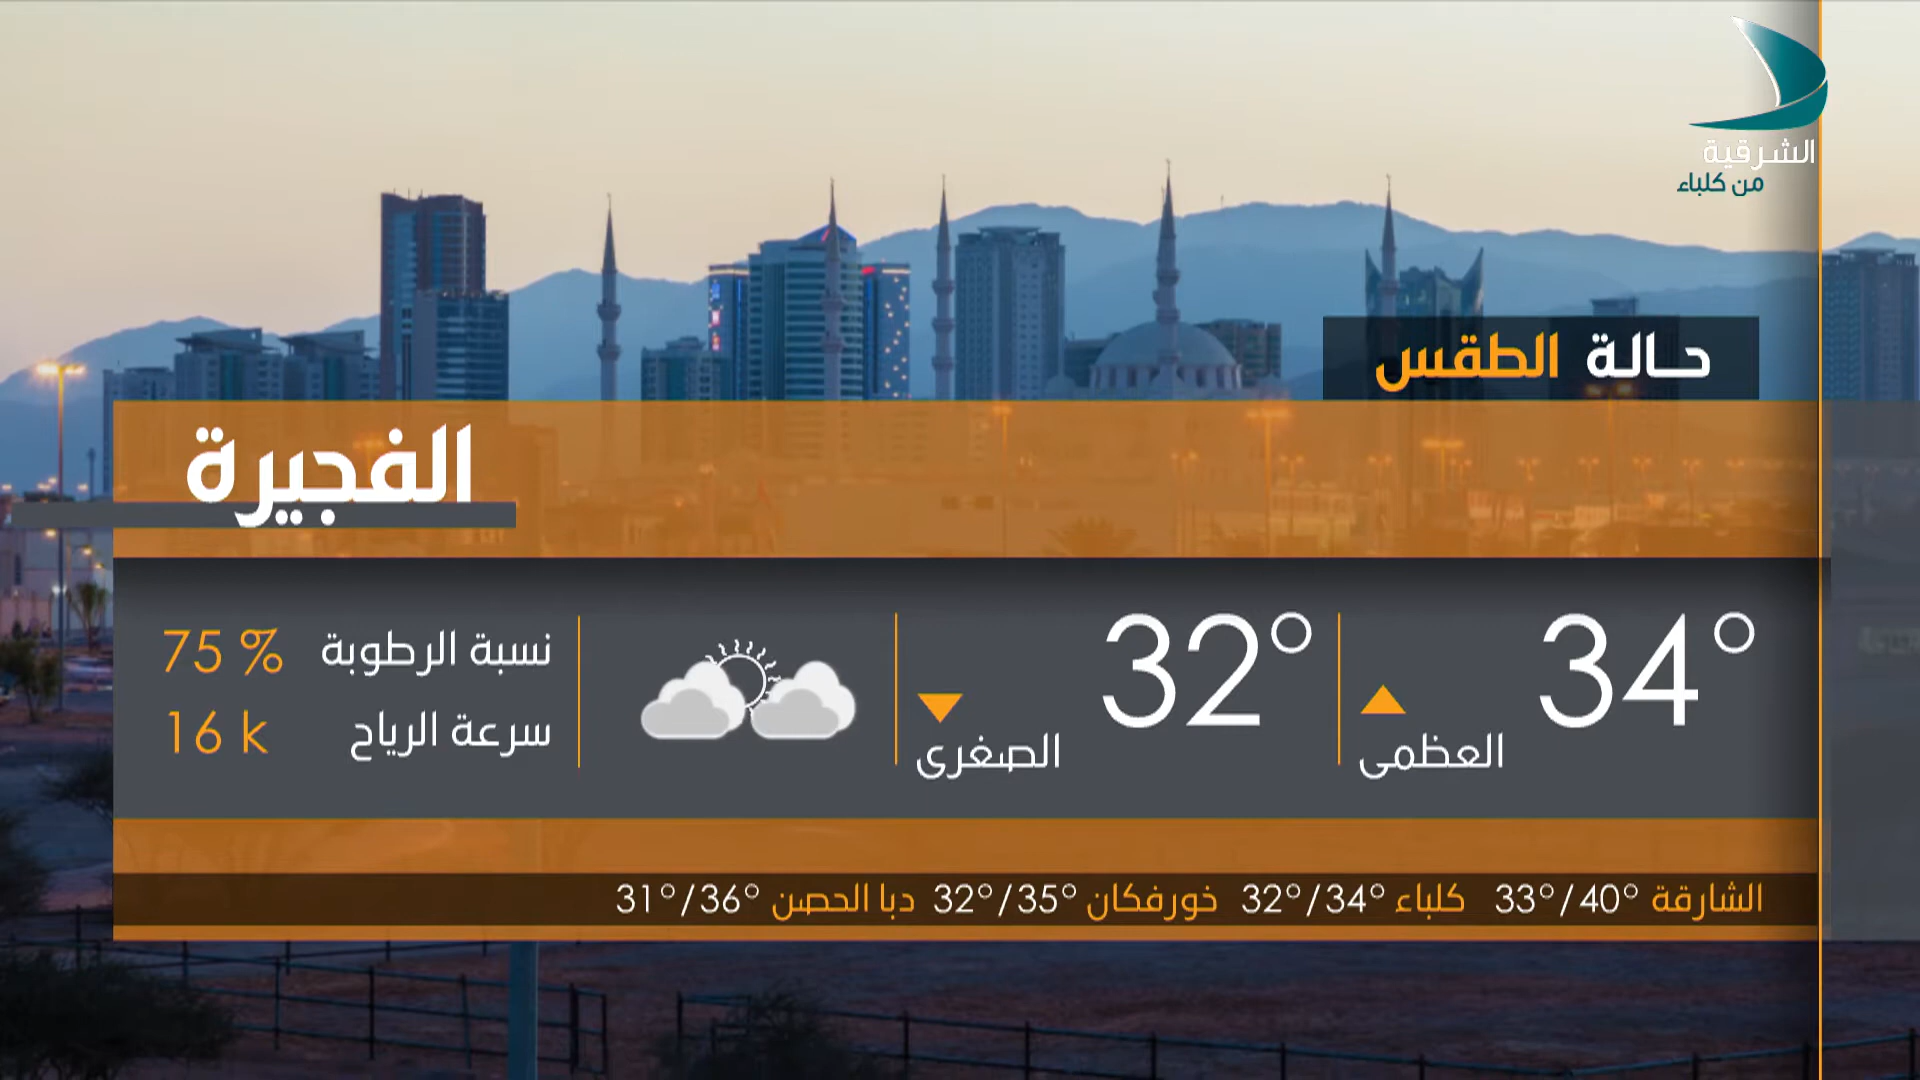 الشرقية
من كلباء
حالة الطقس
الفجيرة
34°
العظمى
32°
الصغرى
نسبة الرطوبة 75 %
سرعة الرياح 16 k
الشارقة 33°/40° كلباء 32°/34° خورفكان 32°/35° دبا الحصن 31°/36°